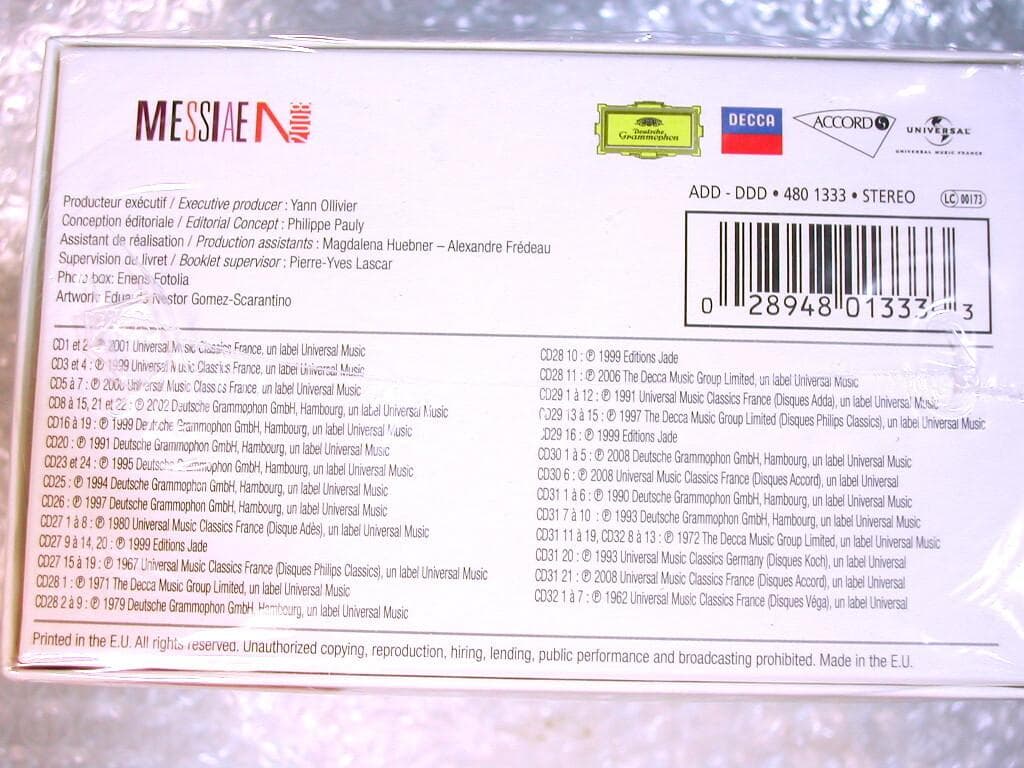 MESSIAEN 2008
Deutsche Grammophon
DECCA
ACCORD
UNIVERSAL
UNIVERSAL MUSIC FRANCE
ADD - DDD • 480 1333 • STEREO
LC 00173
0 28948 01333 3
Producteur exécutif / Executive producer : Yann Ollivier
Conception éditoriale / Editorial Concept : Philippe Pauly
Assistant de réalisation / Production assistants : Magdalena Huebner – Alexandre Frédeau
Supervision du livret / Booklet supervisor : Pierre-Yves Lascar
Photo box: Enens Fotolia
Artwork Eduardo Nestor Gomez-Scarantino
CD1 et 2 ℗ 2001 Universal Music Classics France, un label Universal Music
CD3 et 4 : ℗ 1999 Universal Music Classics France, un label Universal Music
CD5 à 7 : ℗ 2000 Universal Music Classics France, un label Universal Music
CD8 à 15, 21 et 22 : ℗ 2002 Deutsche Grammophon GmbH, Hambourg, un label Universal Music
CD16 à 19 : ℗ 1999 Deutsche Grammophon GmbH, Hambourg, un label Universal Music
CD20 : ℗ 1991 Deutsche Grammophon GmbH, Hambourg, un label Universal Music
CD23 et 24 : ℗ 1995 Deutsche Grammophon GmbH, Hambourg, un label Universal Music
CD25 : ℗ 1994 Deutsche Grammophon GmbH, Hambourg, un label Universal Music
CD26 : ℗ 1997 Deutsche Grammophon GmbH, Hambourg, un label Universal Music
CD27 1 à 8 : ℗ 1980 Universal Music Classics France (Disque Adès), un label Universal Music
CD27 9 à 14, 20 : ℗ 1999 Editions Jade
CD27 15 à 19 : ℗ 1967 Universal Music Classics France (Disques Philips Classics), un label Universal Music
CD28 1 : ℗ 1971 The Decca Music Group Limited, un label Universal Music
CD28 2 à 9 : ℗ 1979 Deutsche Grammophon GmbH, Hambourg, un label Universal Music
CD28 10 : ℗ 1999 Editions Jade
CD28 11 : ℗ 2006 The Decca Music Group Limited, un label Universal Music
CD29 1 à 12 : ℗ 1991 Universal Music Classics France (Disques Adda), un label Universal Music
CD29 13 à 15 : ℗ 1997 The Decca Music Group Limited (Disques Philips Classics), un label Universal Music
CD29 16 : ℗ 1999 Editions Jade
CD30 1 à 5 : ℗ 2008 Deutsche Grammophon GmbH, Hambourg, un label Universal Music
CD30 6 : ℗ 2008 Universal Music Classics France (Disques Accord), un label Universal
CD31 1 à 6 : ℗ 1990 Deutsche Grammophon GmbH, Hambourg, un label Universal Music
CD31 7 à 10 : ℗ 1993 Deutsche Grammophon GmbH, Hambourg, un label Universal Music
CD31 11 à 19, CD32 8 à 13 : ℗ 1972 The Decca Music Group Limited, un label Universal Music
CD31 20 : ℗ 1993 Universal Music Classics Germany (Disques Koch), un label Universal
CD31 21 : ℗ 2008 Universal Music Classics France (Disques Accord), un label Universal
CD32 1 à 7 : ℗ 1962 Universal Music Classics France (Disques Véga), un label Universal
Printed in the E.U. All rights reserved. Unauthorized copying, reproduction, hiring, lending, public performance and broadcasting prohibited. Made in the E.U.